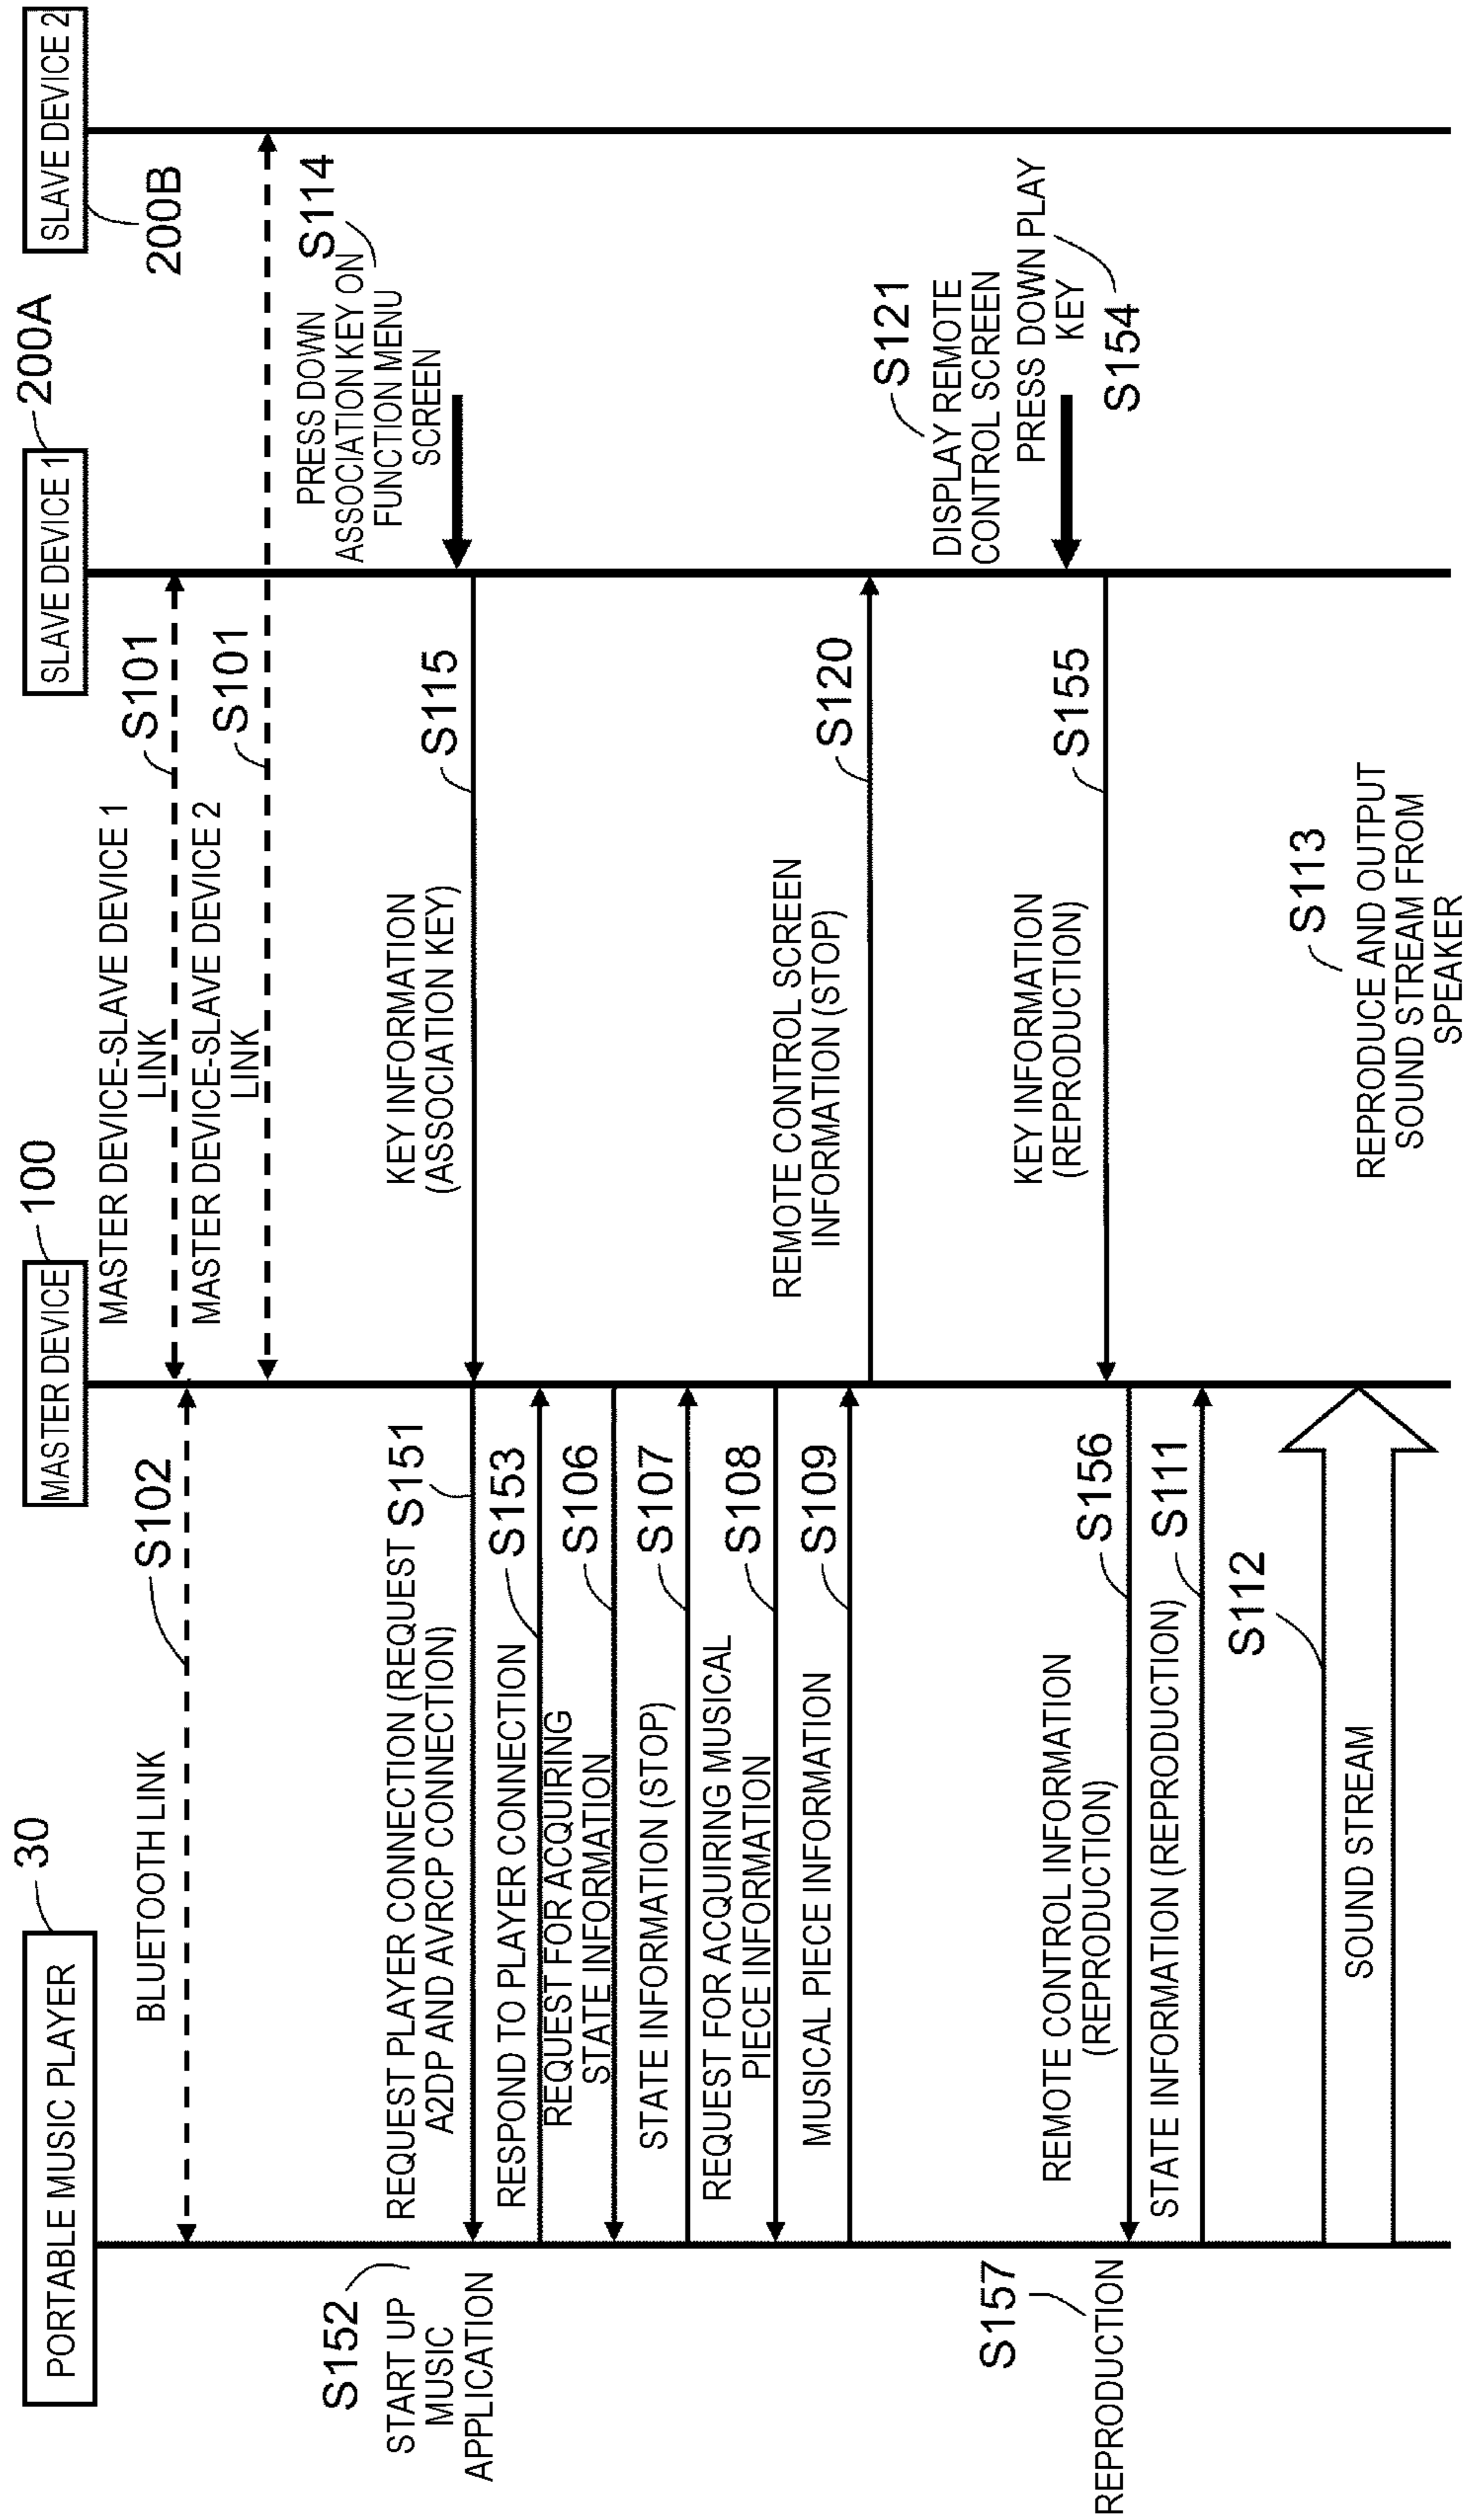 PORTABLE MUSIC PLAYER
30
MASTER DEVICE
100
SLAVE DEVICE 1
200A
SLAVE DEVICE 2
200B
BLUETOOTH LINK
S102
MASTER DEVICE-SLAVE DEVICE 1
LINK
S101
MASTER DEVICE-SLAVE DEVICE 2
LINK
S101
PRESS DOWN
ASSOCIATION KEY ON
FUNCTION MENU
SCREEN
S114
KEY INFORMATION
(ASSOCIATION KEY)
S115
REQUEST PLAYER CONNECTION (REQUEST
A2DP AND AVRCP CONNECTION)
S151
S152
START UP
MUSIC
APPLICATION
RESPOND TO PLAYER CONNECTION
S153
REQUEST FOR ACQUIRING
STATE INFORMATION
S106
STATE INFORMATION (STOP)
S107
REQUEST FOR ACQUIRING MUSICAL
PIECE INFORMATION
S108
MUSICAL PIECE INFORMATION
S109
REMOTE CONTROL SCREEN
INFORMATION (STOP)
S120
S121
DISPLAY REMOTE
CONTROL SCREEN
PRESS DOWN PLAY
KEY
S154
KEY INFORMATION
(REPRODUCTION)
S155
REMOTE CONTROL INFORMATION
(REPRODUCTION)
S156
S157
REPRODUCTION
STATE INFORMATION (REPRODUCTION)
S111
S112
SOUND STREAM
S113
REPRODUCE AND OUTPUT
SOUND STREAM FROM
SPEAKER